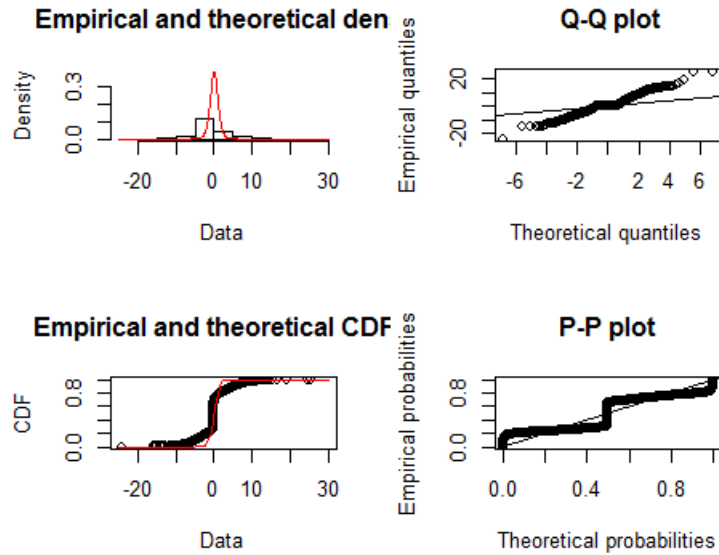 Empirical and theoretical den
Density
0.0 0.3
-20 0 10 30
Data
Q-Q plot
Empirical quantiles
-20 20
-6 -2 2 4 6
Theoretical quantiles
Empirical and theoretical CDF
CDF
0.0 0.8
-20 0 10 30
Data
P-P plot
Empirical probabilities
0.0 0.8
0.0 0.4 0.8
Theoretical probabilities